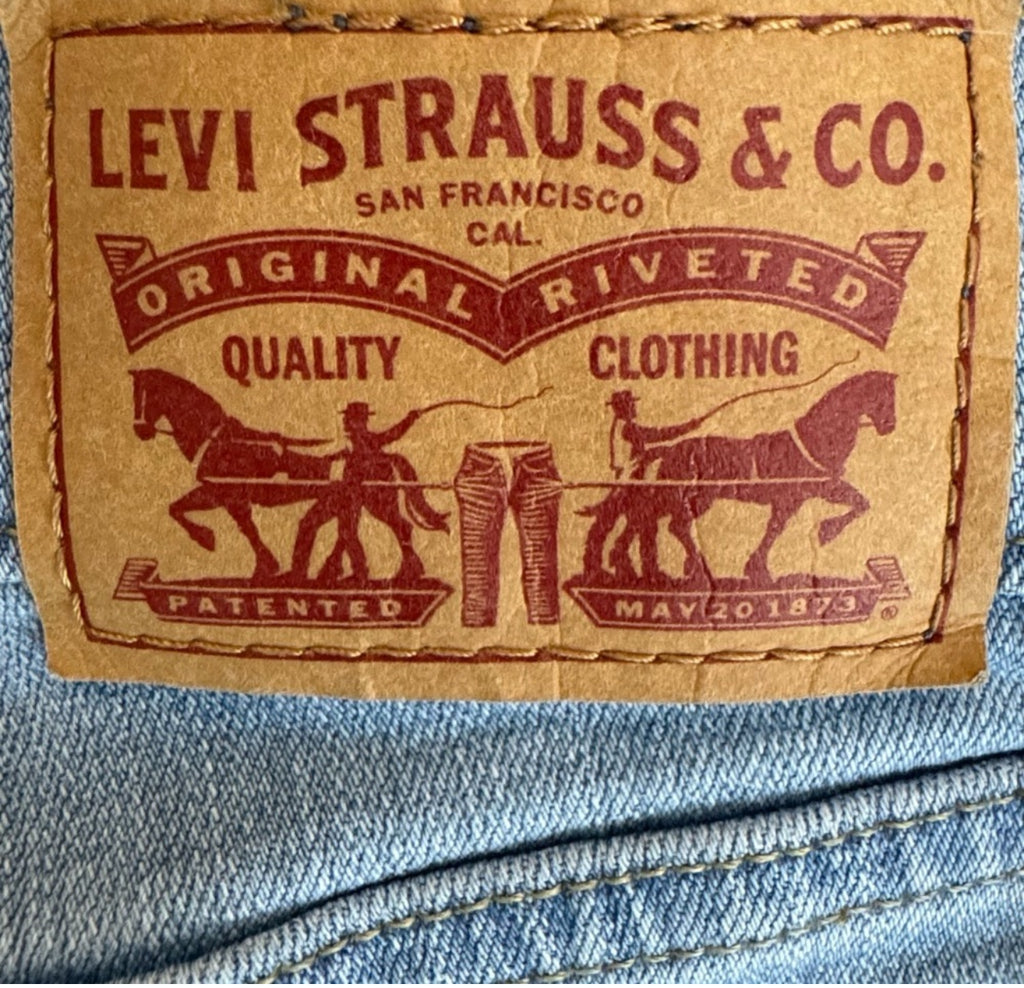 LEVI STRAUSS & CO.
SAN FRANCISCO
CAL.
ORIGINAL RIVETED
QUALITY CLOTHING
PATENTED MAY 20 1873 ®